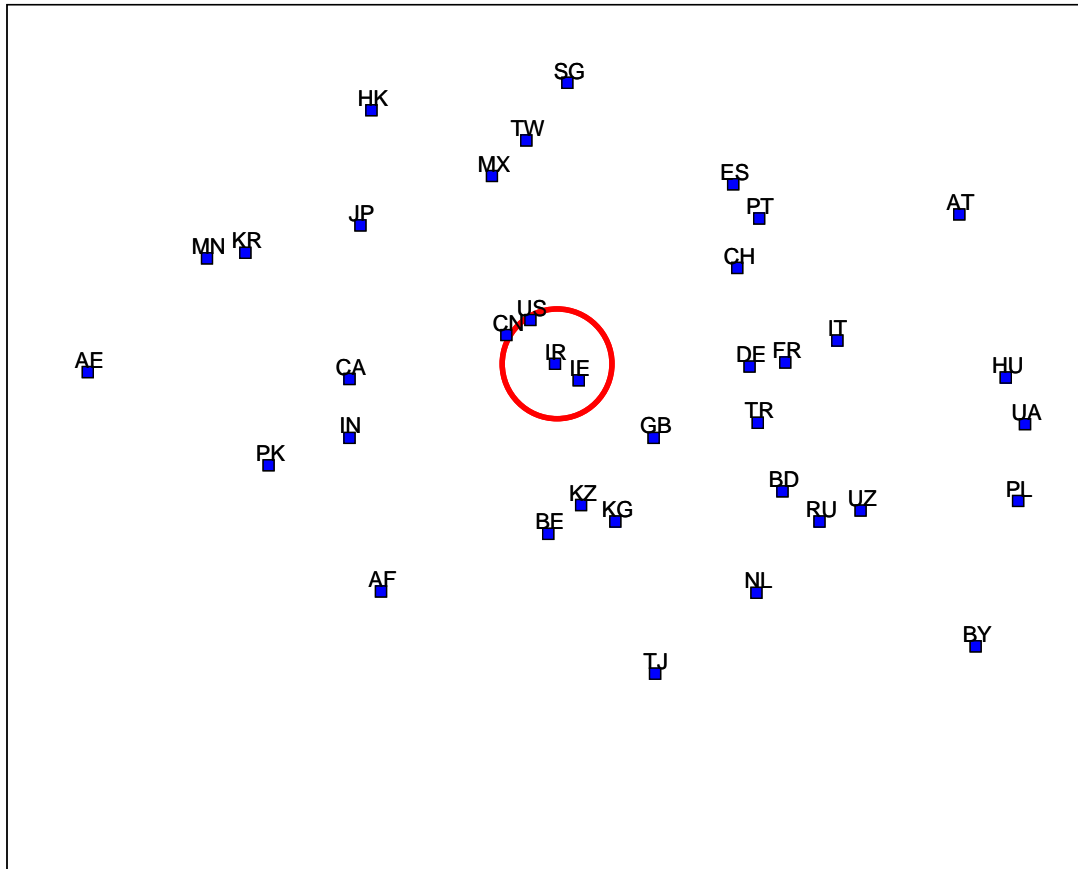 SG
HK
TW
MX
ES
PT
AT
JP
MN
KR
CH
US
CN
IT
IR
IE
DE
FR
AE
CA
HU
UA
TR
GB
IN
PK
BD
PL
KZ
KG
BE
RU
UZ
AF
NL
BY
TJ